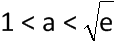 1 < a < √e